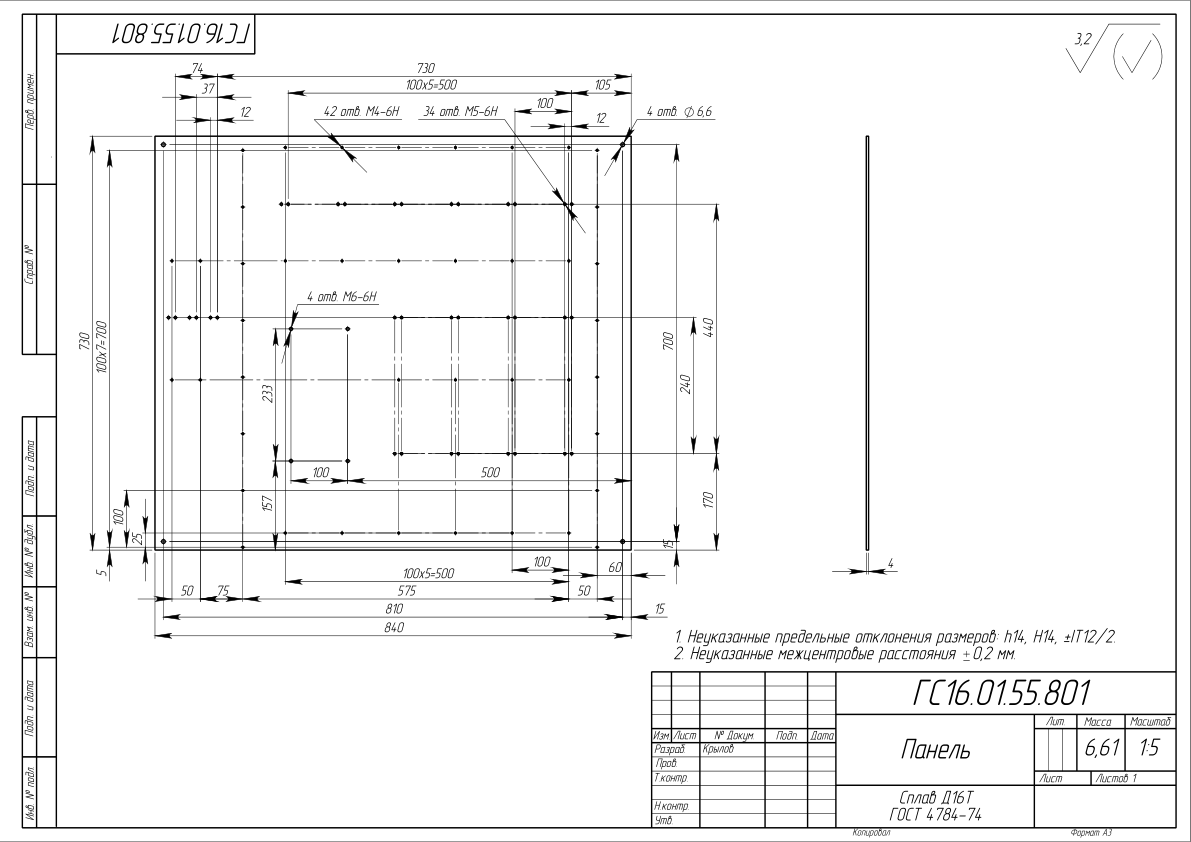 ГС16.01.55.801
Перв. примен.
Справ. №
Подп. и дата
Инв. № дубл.
Взам. инв. №
Подп. и дата
Инв. № подл.
3,2
74
730
37
100х5=500
105
12
100
12
42 отв. М4-6Н
34 отв. М5-6Н
4 отв. ∅ 6,6
4 отв. М6-6Н
730
100х7=700
233
700
440
240
100
500
157
170
100
25
5
15
50
75
100х5=500
100
575
50
60
810
15
840
4
1. Неуказанные предельные отклонения размеров: h14, H14, ±IT12/2.
2. Неуказанные межцентровые расстояния ±0,2 мм.
ГС16.01.55.801
Изм. Лист № Докум. Подп. Дата
Разраб. Крылов
Пров.
Т.контр.
Н.контр.
Утв.
Панель
Лит. Масса Масштаб
6,61 1:5
Лист Листов 1
Сплав Д16Т
ГОСТ 4784-74
Копировал Формат А3